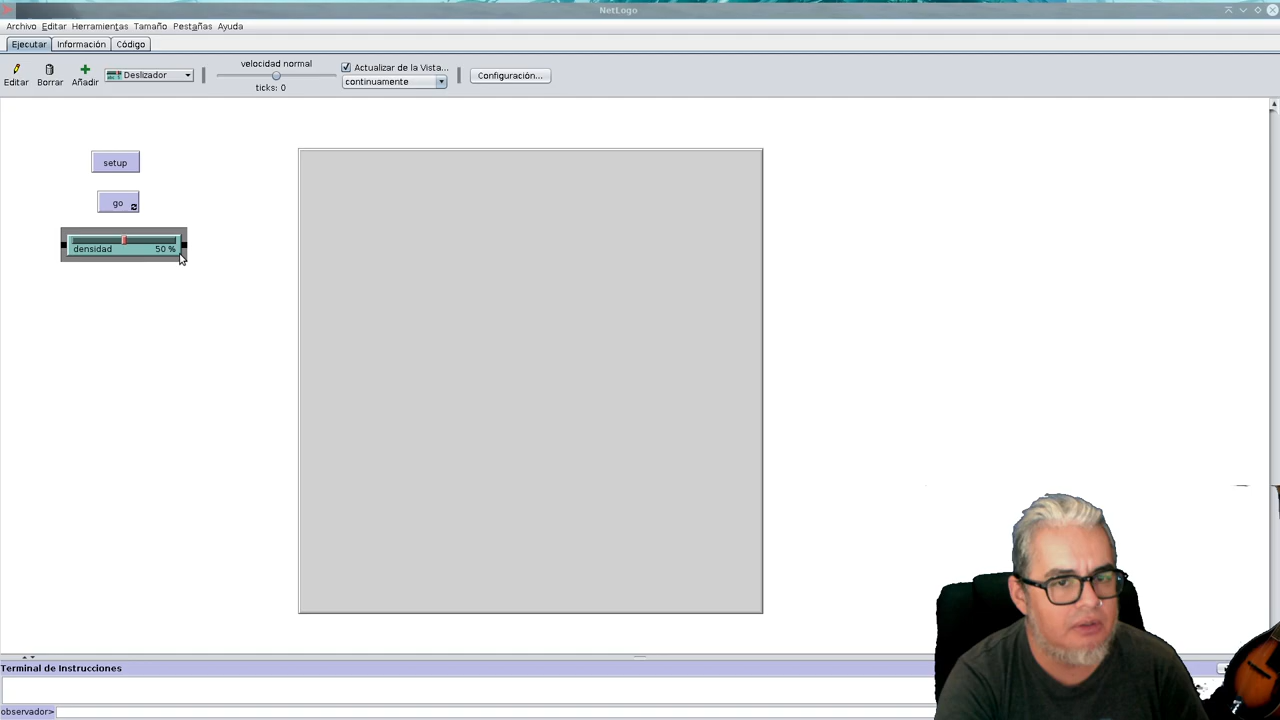 NetLogo
Archivo Editar Herramientas Tamaño Pestañas Ayuda
Ejecutar Información Código
Editar Borrar Añadir Deslizador
velocidad normal
ticks: 0
Actualizar de la Vista...
continuamente
Configuración...
setup
go
densidad 50 %
Terminal de Instrucciones
observador>